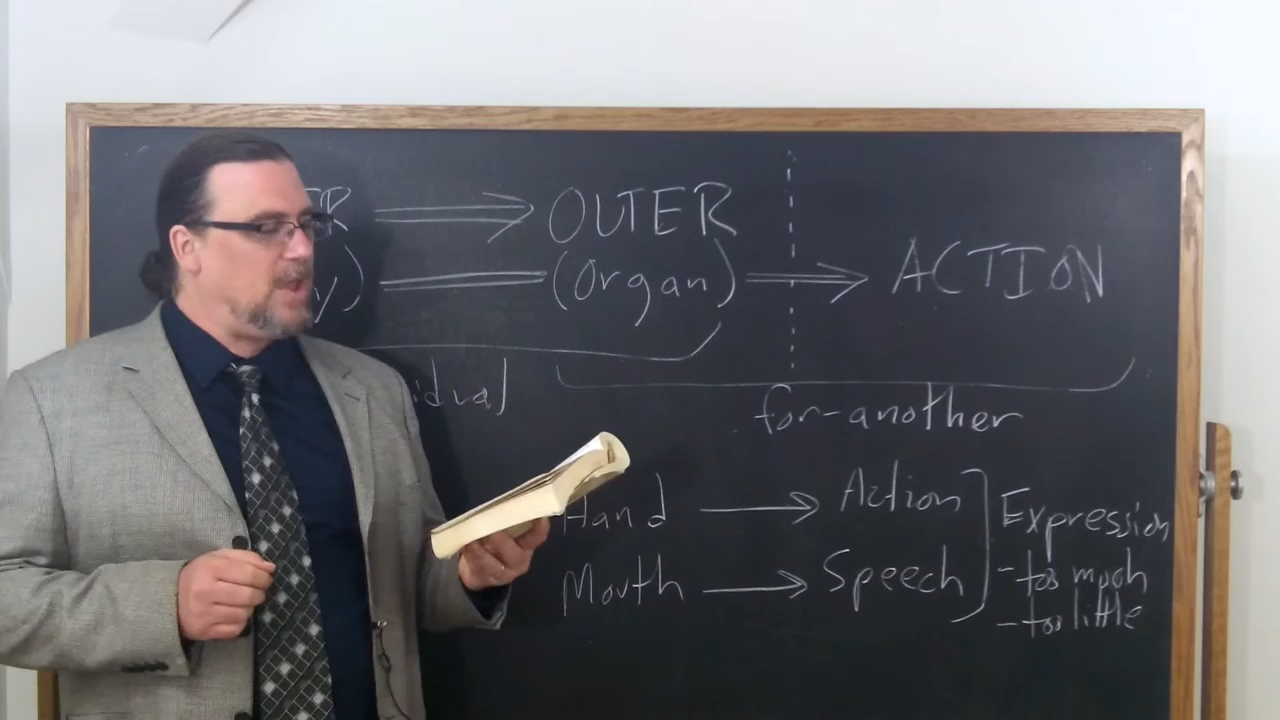 OUTER
(Organ) ACTION
for-another
Hand Action
Expression
Mouth Speech
-too much
-too little